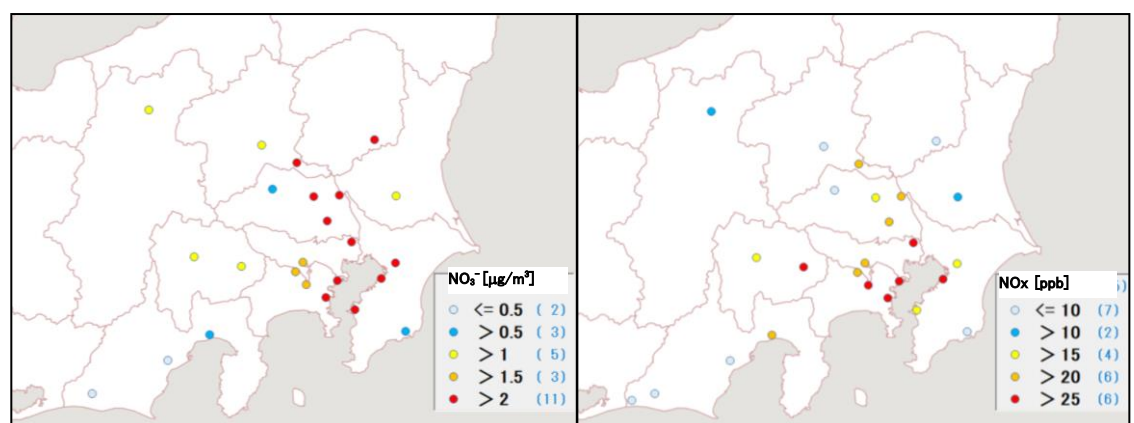 NO₃⁻ [μg/m³]
<= 0.5 ( 2)
> 0.5 ( 3)
> 1 ( 5)
> 1.5 ( 3)
> 2 (11)
NOx [ppb]
<= 10 (7)
> 10 (2)
> 15 (4)
> 20 (6)
> 25 (6)